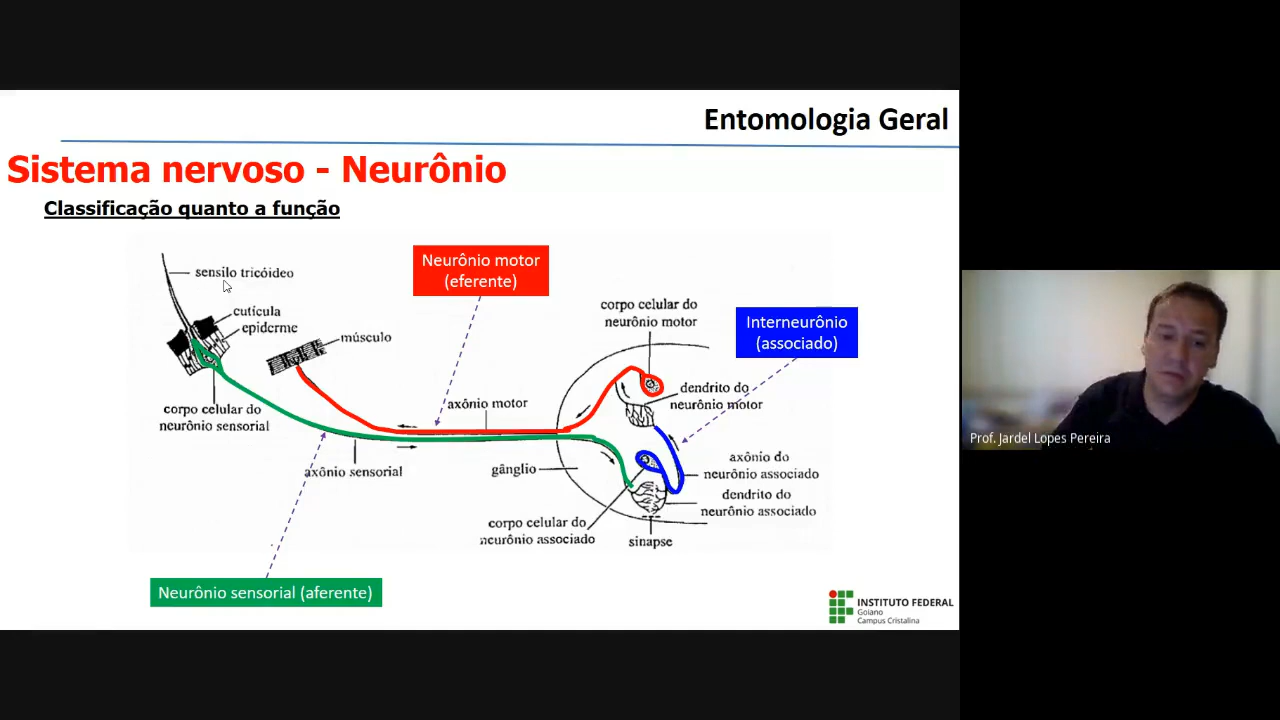 Entomologia Geral
Sistema nervoso - Neurônio
Classificação quanto a função
Neurônio motor
(eferente)
sensilo tricóideo
cutícula
epiderme
músculo
corpo celular do
neurônio motor
Interneurônio
(associado)
dendrito do
neurônio motor
corpo celular do
neurônio sensorial
axônio motor
axônio sensorial
gânglio
axônio do
neurônio associado
dendrito do
neurônio associado
corpo celular do
neurônio associado
sinapse
Neurônio sensorial (aferente)
INSTITUTO FEDERAL
Goiano
Campus Cristalina
Prof. Jardel Lopes Pereira